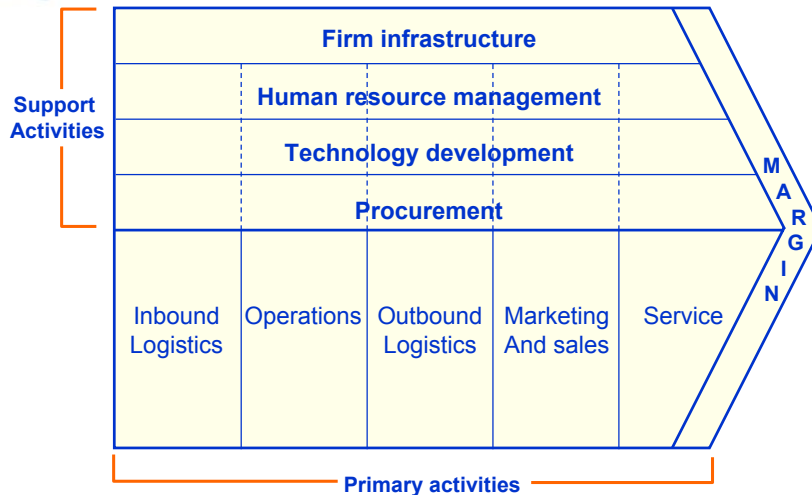 Firm infrastructure
Support
Activities
Human resource management
Technology development
Procurement
MARGIN
Inbound
Logistics
Operations
Outbound
Logistics
Marketing
And sales
Service
Primary activities